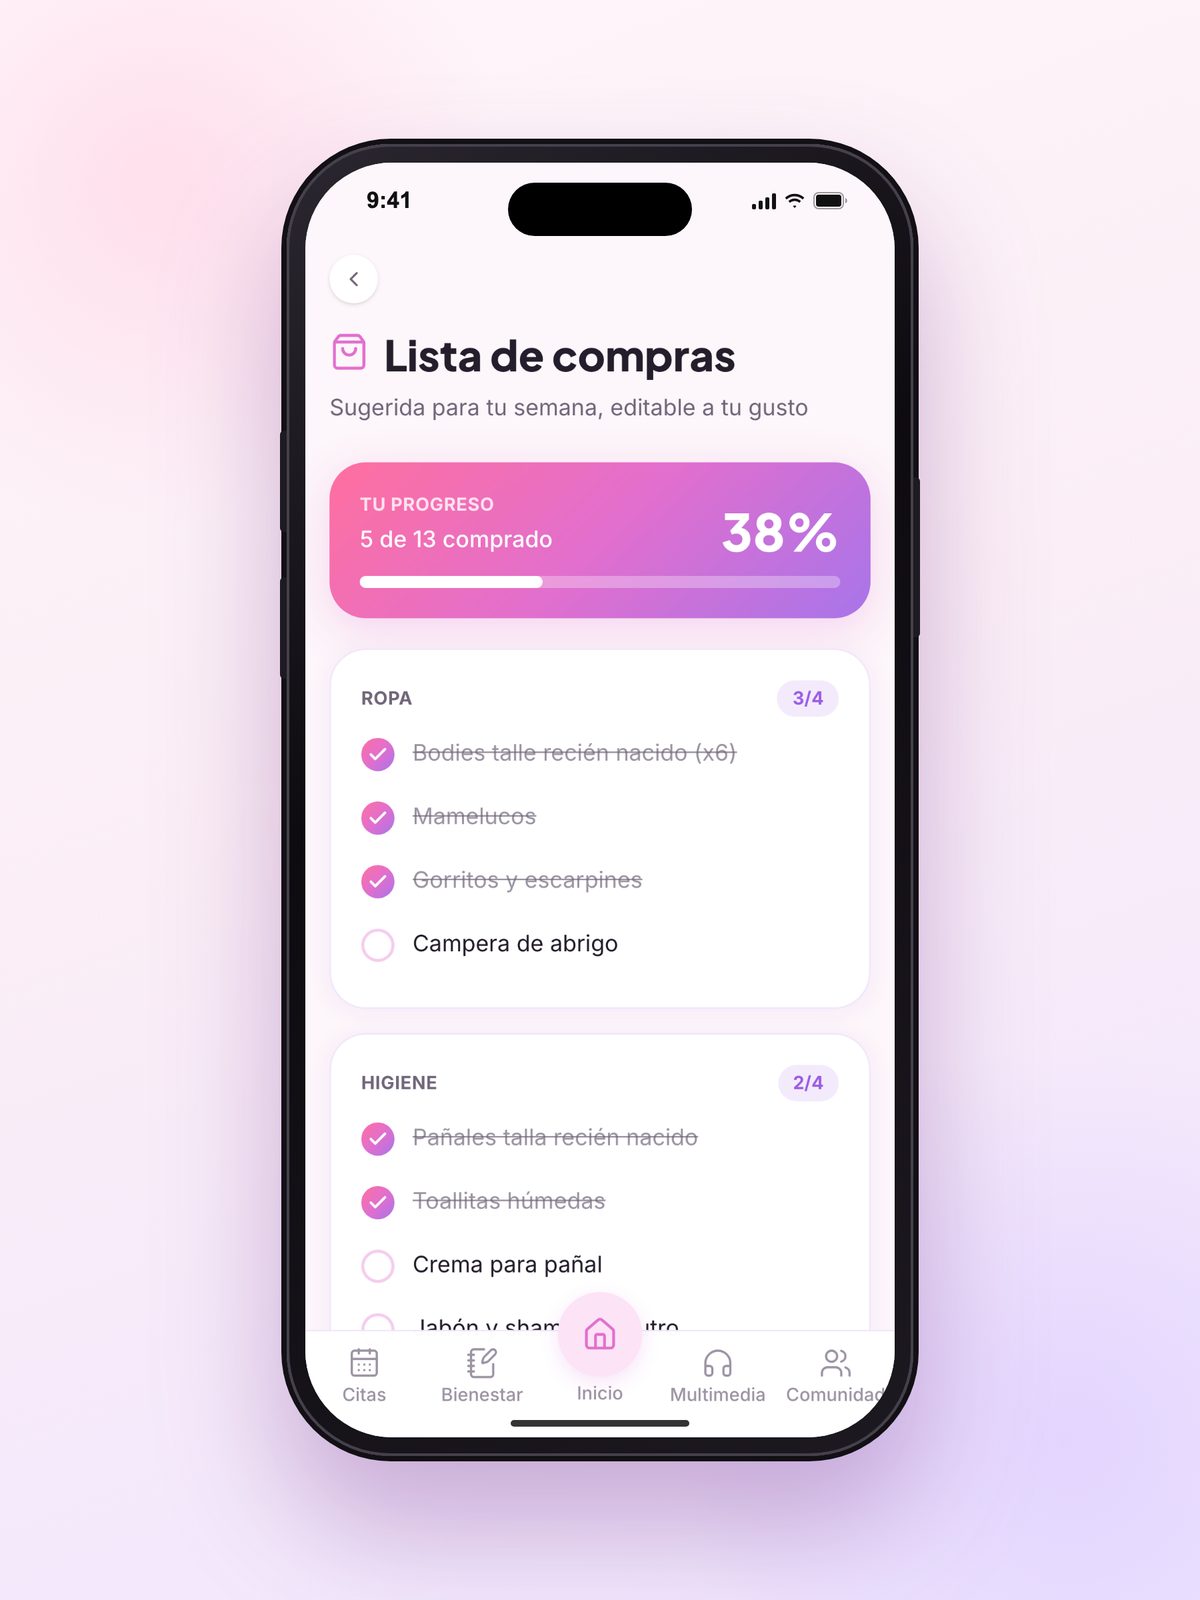 9:41
Lista de compras
Sugerida para tu semana, editable a tu gusto
TU PROGRESO
5 de 13 comprado
38%
ROPA
3/4
Bodies talle recién nacido (x6)
Mamelucos
Gorritos y escarpines
Campera de abrigo
HIGIENE
2/4
Pañales talla recién nacido
Toallitas húmedas
Crema para pañal
Jabón y
Citas
Bienestar
Inicio
Multimedia
Comunidad